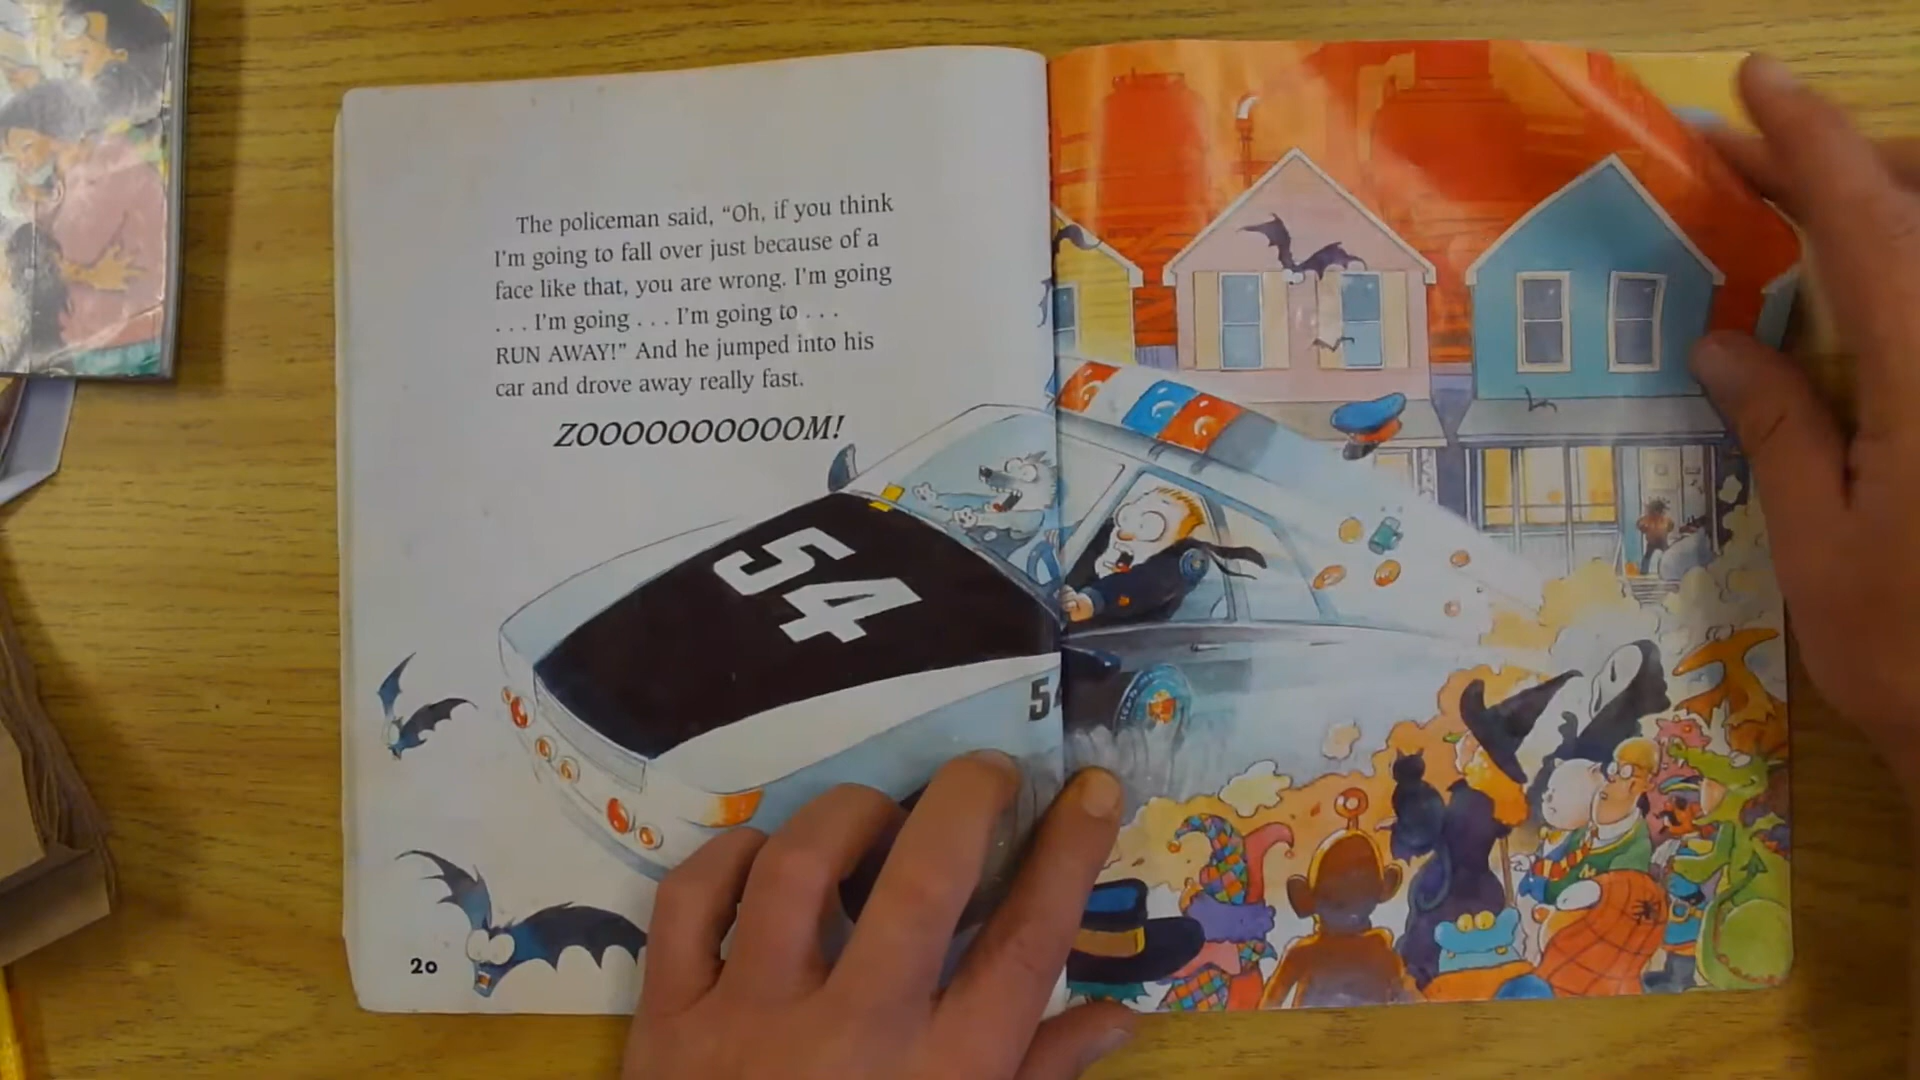 The policeman said, “Oh, if you think
I'm going to fall over just because of a
face like that, you are wrong. I'm going
. . . I'm going . . . I'm going to . . .
RUN AWAY!” And he jumped into his
car and drove away really fast.
ZOOOOOOOOOOM!
54
54
20